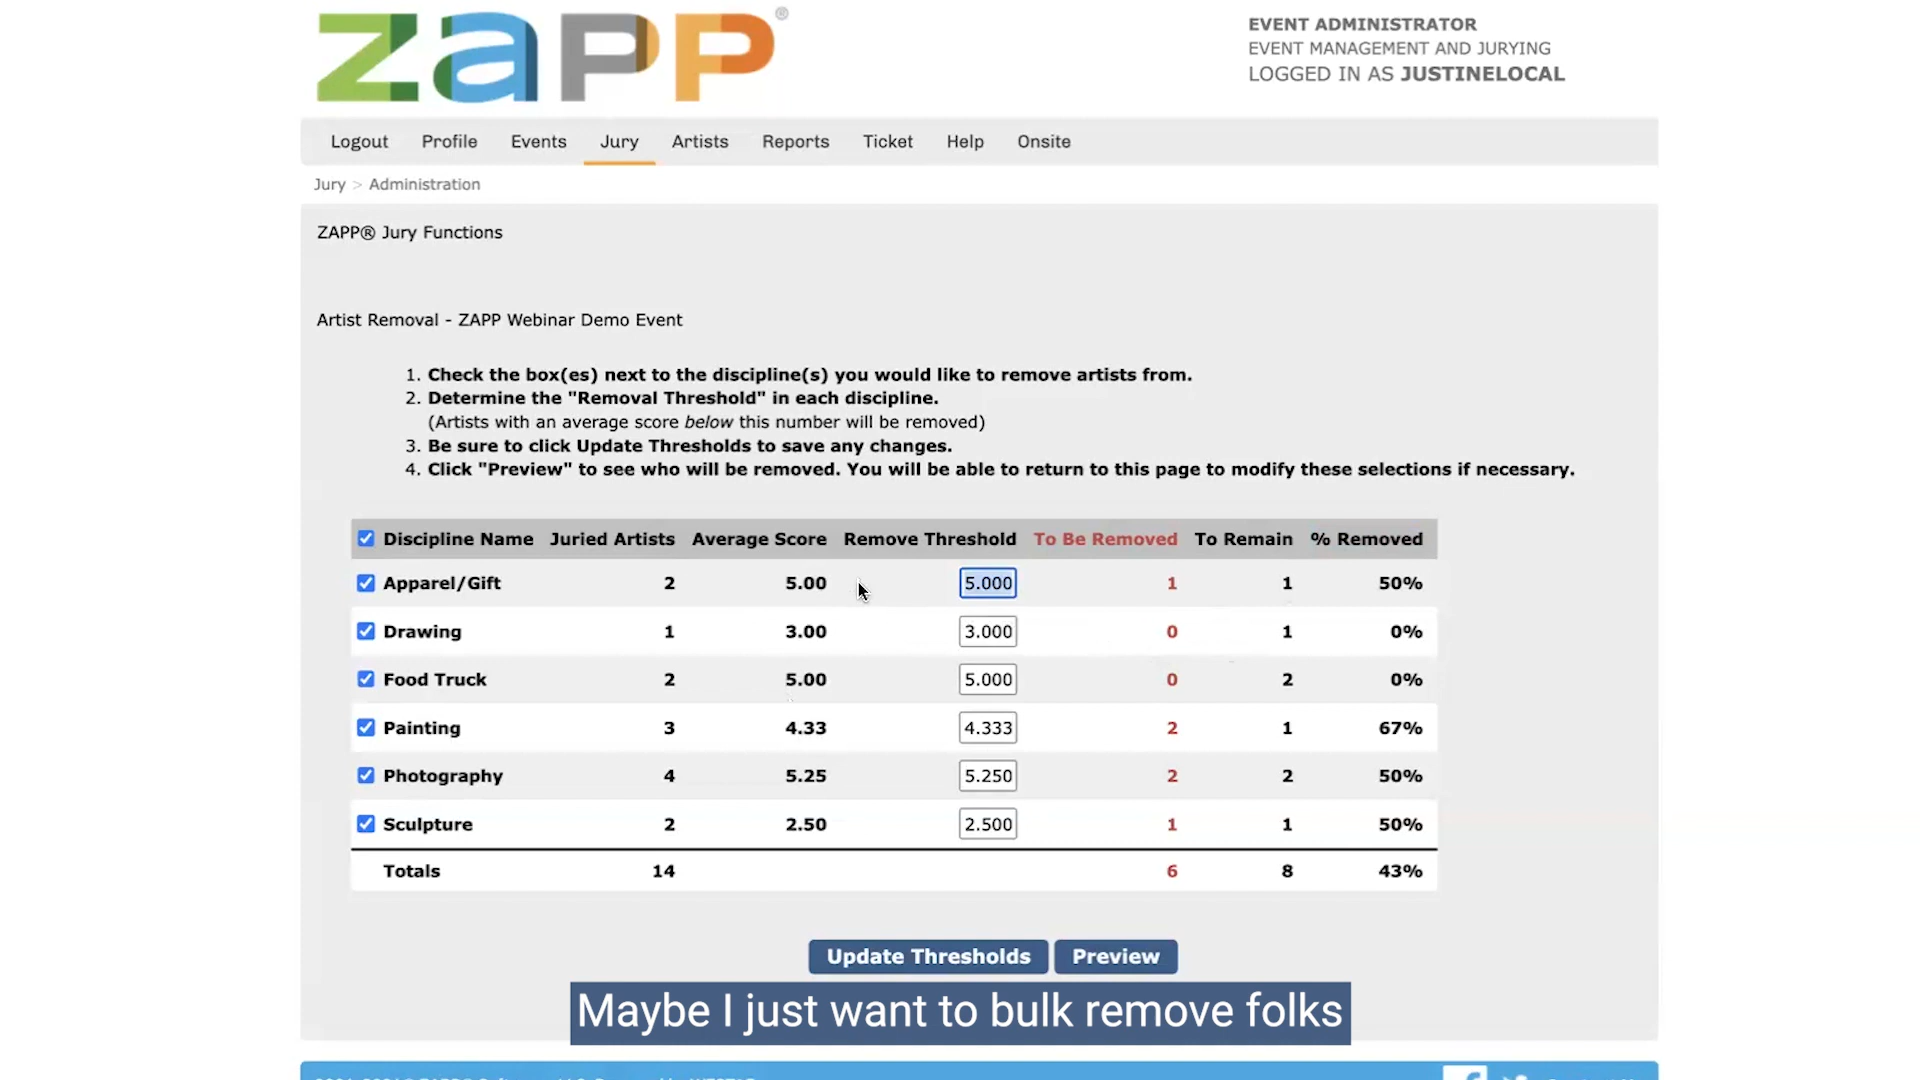 zapp®
EVENT ADMINISTRATOR
EVENT MANAGEMENT AND JURYING
LOGGED IN AS JUSTINELOCAL
Logout Profile Events Jury Artists Reports Ticket Help Onsite
Jury > Administration
ZAPP® Jury Functions
Artist Removal - ZAPP Webinar Demo Event
1. Check the box(es) next to the discipline(s) you would like to remove artists from.
2. Determine the "Removal Threshold" in each discipline.
(Artists with an average score below this number will be removed)
3. Be sure to click Update Thresholds to save any changes.
4. Click "Preview" to see who will be removed. You will be able to return to this page to modify these selections if necessary.
Discipline Name Juried Artists Average Score Remove Threshold To Be Removed To Remain % Removed
Apparel/Gift 2 5.00 5.000 1 1 50%
Drawing 1 3.00 3.000 0 1 0%
Food Truck 2 5.00 5.000 0 2 0%
Painting 3 4.33 4.333 2 1 67%
Photography 4 5.25 5.250 2 2 50%
Sculpture 2 2.50 2.500 1 1 50%
Totals 14 6 8 43%
Update Thresholds Preview
Maybe I just want to bulk remove folks